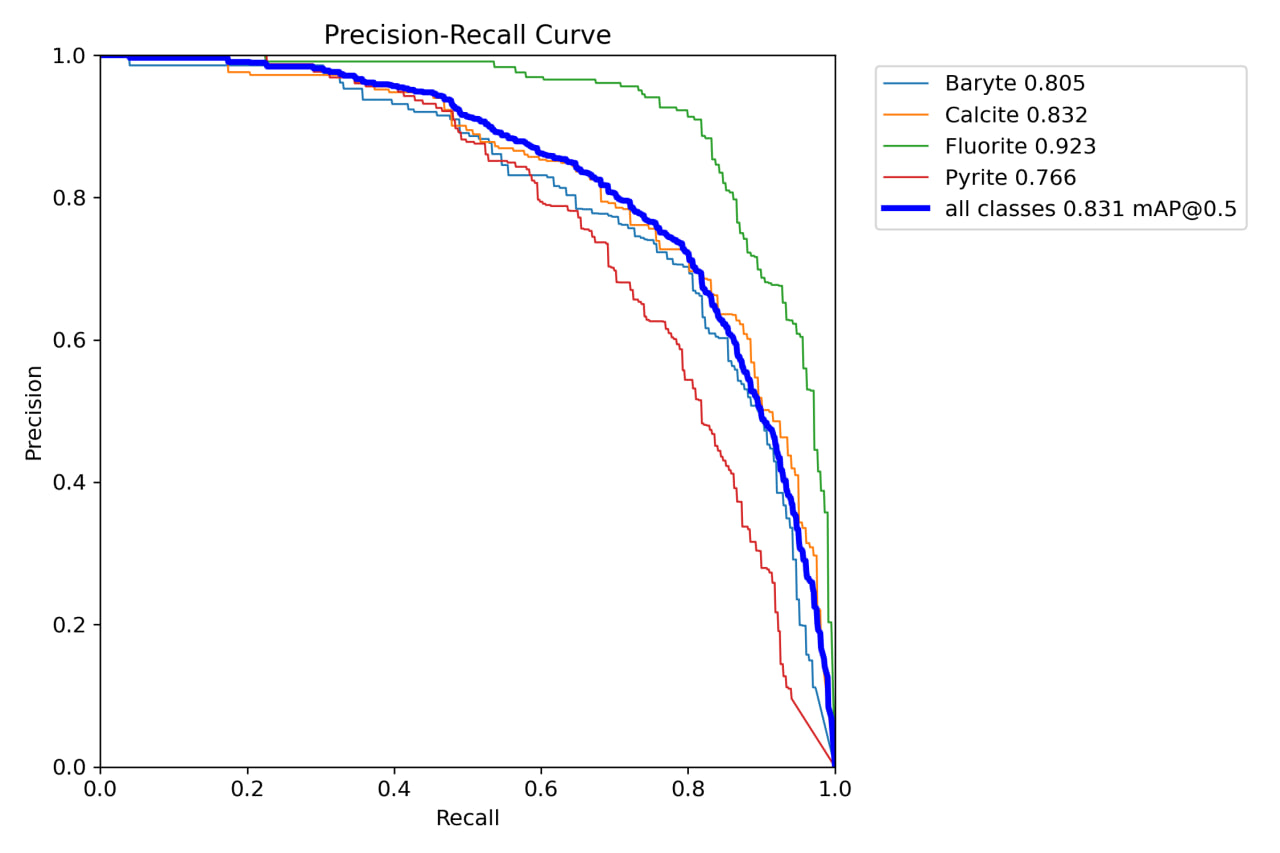 Precision-Recall Curve
Baryte 0.805
Calcite 0.832
Fluorite 0.923
Pyrite 0.766
all classes 0.831 mAP@0.5
Precision
1.0
0.8
0.6
0.4
0.2
0.0
0.0 0.2 0.4 0.6 0.8 1.0
Recall